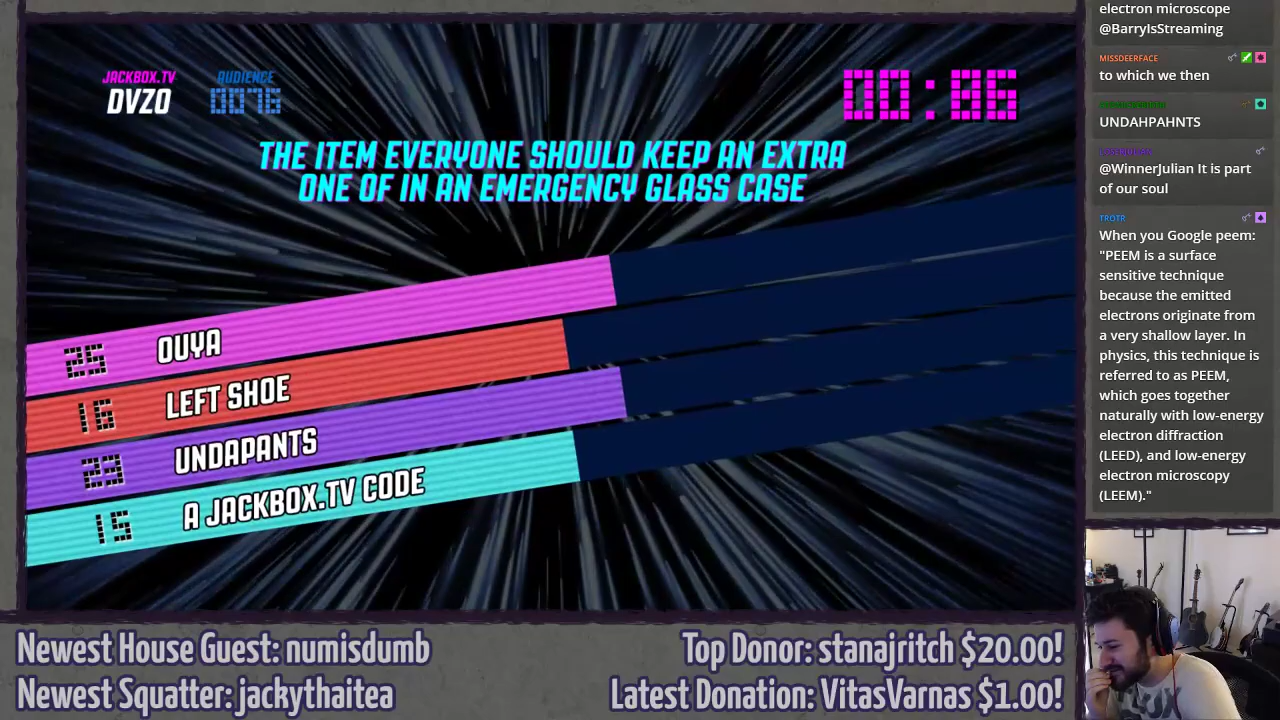 JACKBOX.TV
DVZO
AUDIENCE
0076
00:86
THE ITEM EVERYONE SHOULD KEEP AN EXTRA
ONE OF IN AN EMERGENCY GLASS CASE
25 OUYA
16 LEFT SHOE
23 UNDAPANTS
15 A JACKBOX.TV CODE
electron microscope
@BarryIsStreaming
MISSDEERFACE
to which we then
UNDAHPAHNTS
@WinnerJulian It is part
of our soul
TROTR
When you Google peem:
"PEEM is a surface
sensitive technique
because the emitted
electrons originate from
a very shallow layer. In
physics, this technique is
referred to as PEEM,
which goes together
naturally with low-energy
electron diffraction
(LEED), and low-energy
electron microscopy
(LEEM)."
Newest House Guest: numisdumb
Newest Squatter: jackythaitea
Top Donor: stanajritch $20.00!
Latest Donation: VitasVarnas $1.00!